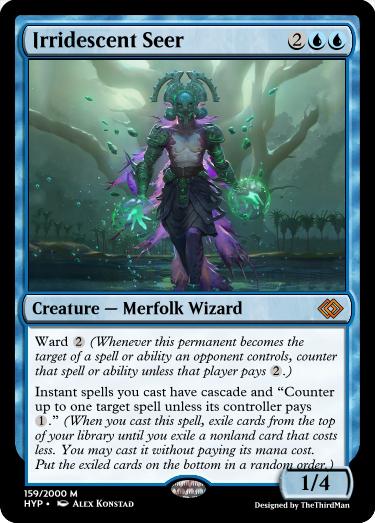 Irridescent Seer 2UU
Creature — Merfolk Wizard
Ward 2 (Whenever this permanent becomes the
target of a spell or ability an opponent controls, counter
that spell or ability unless that player pays 2.)
Instant spells you cast have cascade and “Counter
up to one target spell unless its controller pays
1.” (When you cast this spell, exile cards from the top
of your library until you exile a nonland card that costs
less. You may cast it without paying its mana cost.
Put the exiled cards on the bottom in a random order.)
1/4
159/2000 M
HYP • Alex Konstad
Designed by TheThirdMan